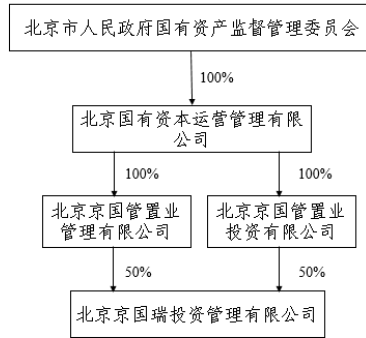 北京市人民政府国有资产监督管理委员会
100%
北京国有资本运营管理有限
公司
100%
100%
北京京国管置业
管理有限公司
北京京国管置业
投资有限公司
50%
50%
北京京国瑞投资管理有限公司